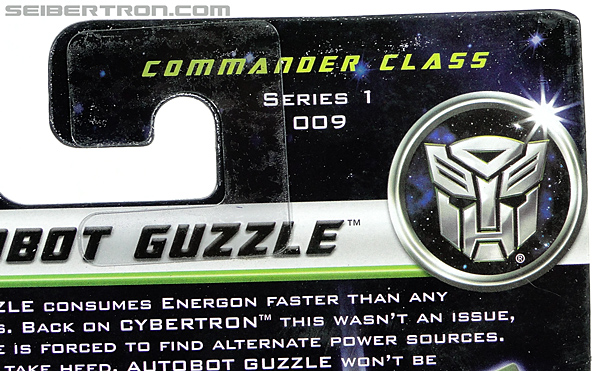 SEIBERTRON.COM
COMMANDER CLASS
SERIES 1
009
OBOT GUZZLE™
®
ZLE CONSUMES ENERGON FASTER THAN ANY
S. BACK ON CYBERTRON™ THIS WASN'T AN ISSUE,
E IS FORCED TO FIND ALTERNATE POWER SOURCES.
TAKE HEED, AUTOBOT GUZZLE WON'T BE